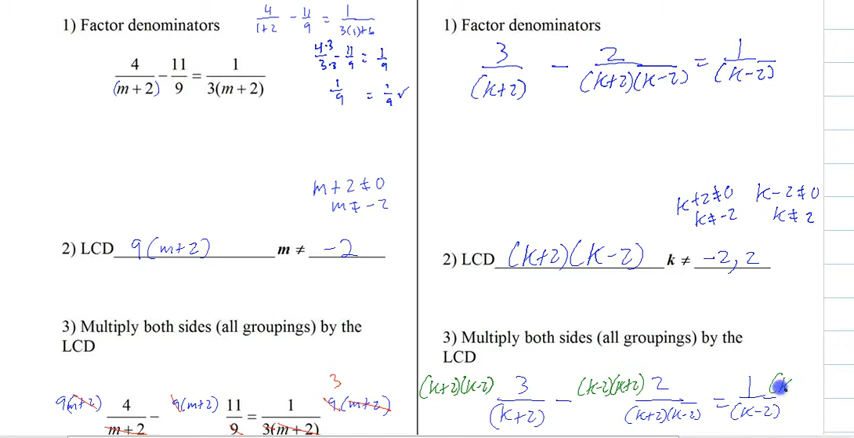 1) Factor denominators
4/(1+2) - 11/9 = 1/(3(1)+6)
4·3/3·3 - 11/9 = 1/9
1/9 = 1/9 ✓
4/(m + 2) - 11/9 = 1/3(m + 2)
m+2≠0
m≠-2
2) LCD 9(m+2) m ≠ -2
3) Multiply both sides (all groupings) by the
LCD
3
9(m+2) 4/(m+2) - 9(m+2) 11/9 = 1/3(m+2) 9(m+2)
1) Factor denominators
3/(k+2) - 2/(k+2)(k-2) = 1/(k-2)
k+2≠0 k-2≠0
k≠-2 k≠2
2) LCD (k+2)(k-2) k ≠ -2, 2
3) Multiply both sides (all groupings) by the
LCD
(k+2)(k-2) 3/(k+2) - (k-2)(k+2) 2/(k+2)(k-2) = 1/(k-2) (k